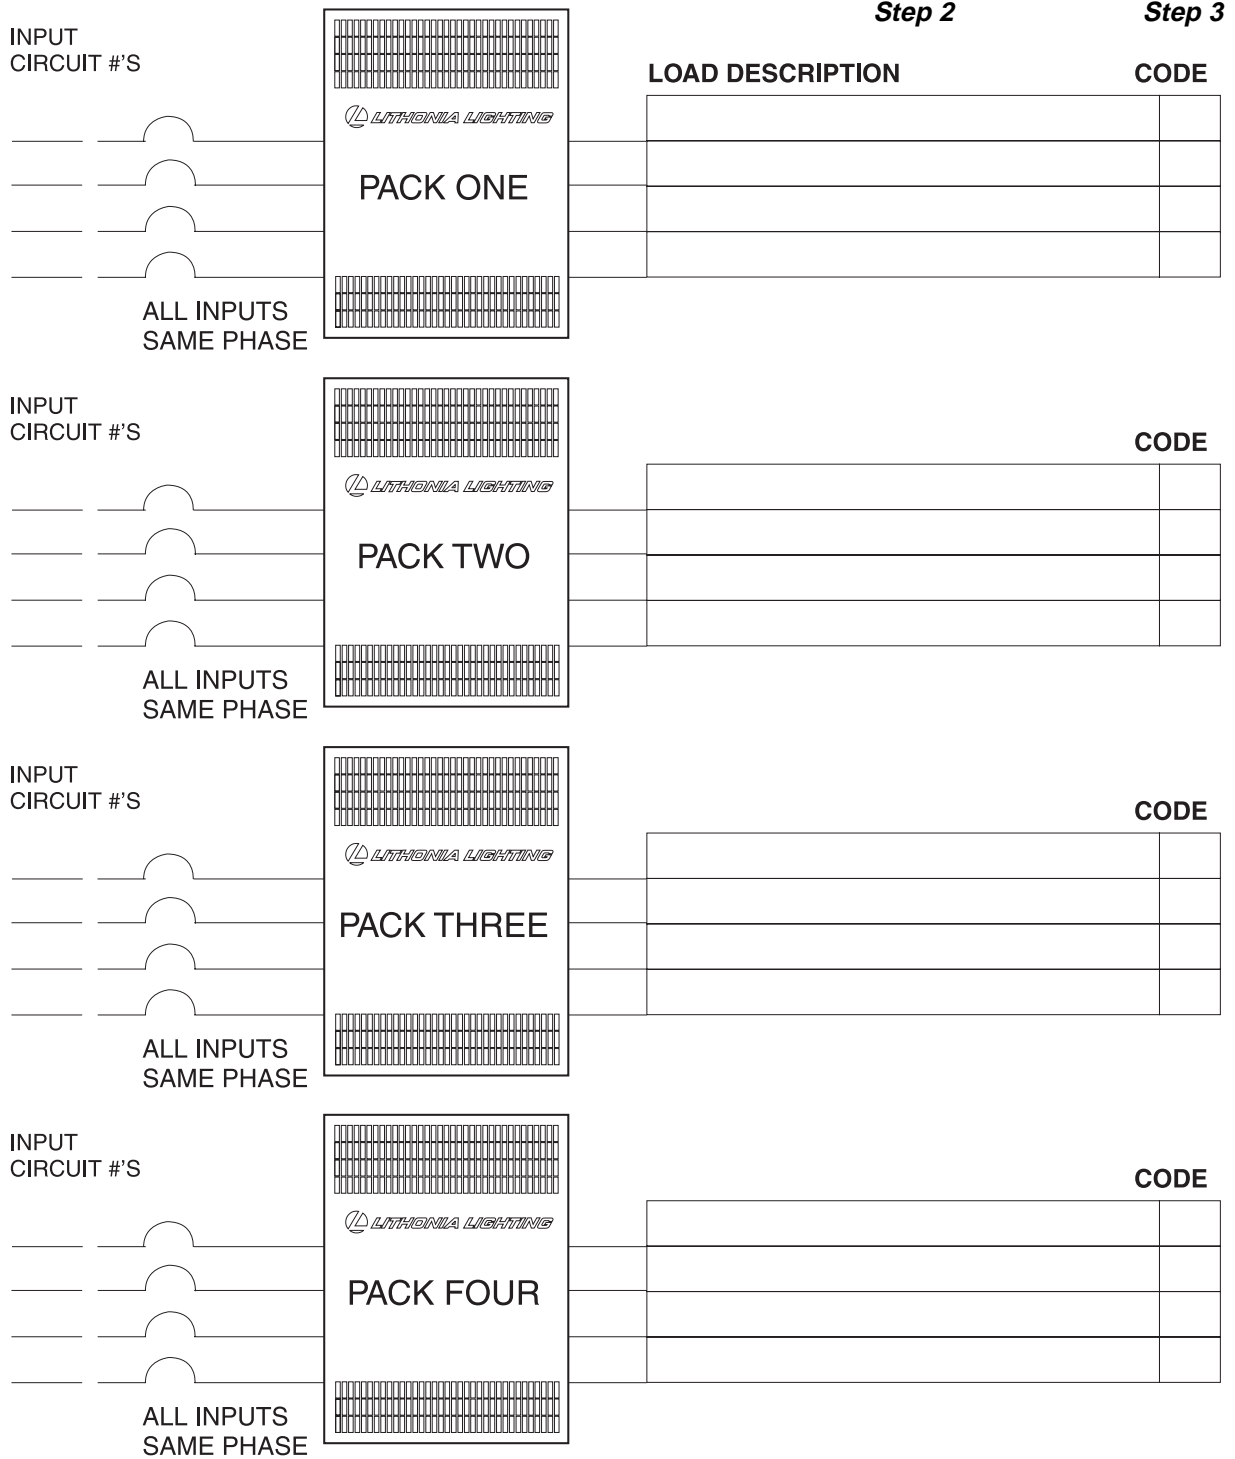 Step 2 Step 3
INPUT
CIRCUIT #'S
LOAD DESCRIPTION CODE
LITHONIA LIGHTING
PACK ONE
ALL INPUTS
SAME PHASE
INPUT
CIRCUIT #'S
CODE
LITHONIA LIGHTING
PACK TWO
ALL INPUTS
SAME PHASE
INPUT
CIRCUIT #'S
CODE
LITHONIA LIGHTING
PACK THREE
ALL INPUTS
SAME PHASE
INPUT
CIRCUIT #'S
CODE
LITHONIA LIGHTING
PACK FOUR
ALL INPUTS
SAME PHASE